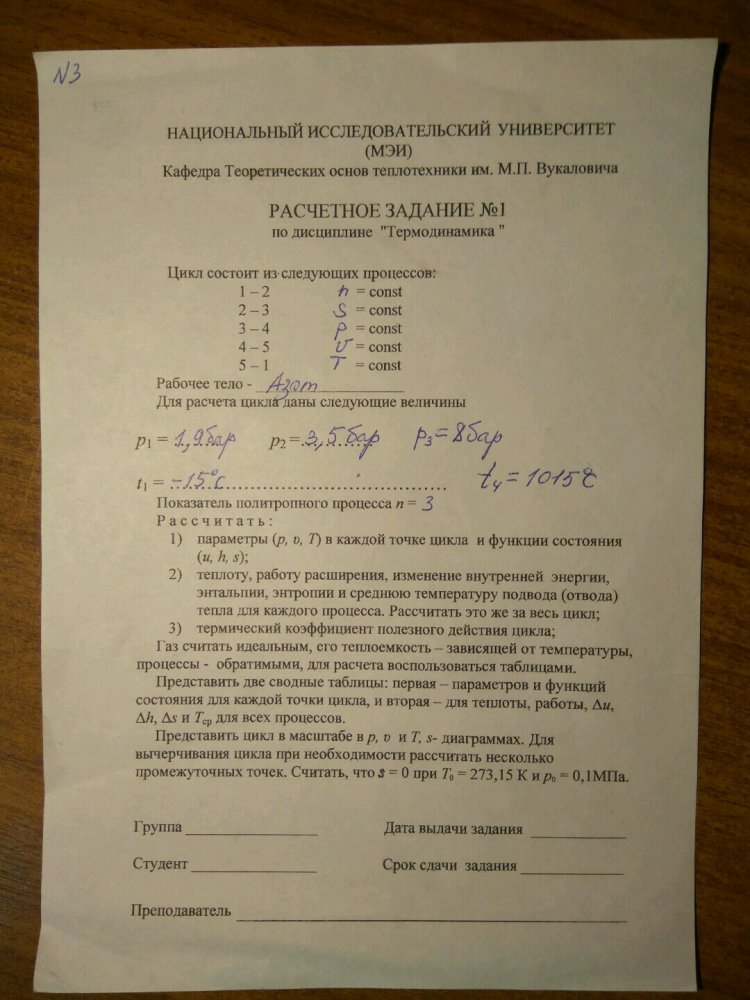 N3
НАЦИОНАЛЬНЫЙ ИССЛЕДОВАТЕЛЬСКИЙ УНИВЕРСИТЕТ
(МЭИ)
Кафедра Теоретических основ теплотехники им. М.П. Вукаловича
РАСЧЕТНОЕ ЗАДАНИЕ №1
по дисциплине "Термодинамика "
Цикл состоит из следующих процессов:
1 – 2 h = const
2 – 3 S = const
3 – 4 p = const
4 – 5 v = const
5 – 1 T = const
Рабочее тело - Азот
Для расчета цикла даны следующие величины
p₁ = 1,9бар p₂ = 3,5бар p₃ = 8бар
t₁ = -15°С t₄ = 1015°С
Показатель политропного процесса n = 3
Рассчитать:
1) параметры (p, υ, T) в каждой точке цикла и функции состояния
(u, h, s);
2) теплоту, работу расширения, изменение внутренней энергии,
энтальпии, энтропии и среднюю температуру подвода (отвода)
тепла для каждого процесса. Рассчитать это же за весь цикл;
3) термический коэффициент полезного действия цикла;
Газ считать идеальным, его теплоемкость – зависящей от температуры,
процессы - обратимыми, для расчета воспользоваться таблицами.
Представить две сводные таблицы: первая – параметров и функций
состояния для каждой точки цикла, и вторая – для теплоты, работы, Δu,
Δh, Δs и Tср для всех процессов.
Представить цикл в масштабе в p, υ и T, s- диаграммах. Для
вычерчивания цикла при необходимости рассчитать несколько
промежуточных точек. Считать, что s = 0 при T₀ = 273,15 К и p₀ = 0,1МПа.
Группа Дата выдачи задания
Студент Срок сдачи задания
Преподаватель